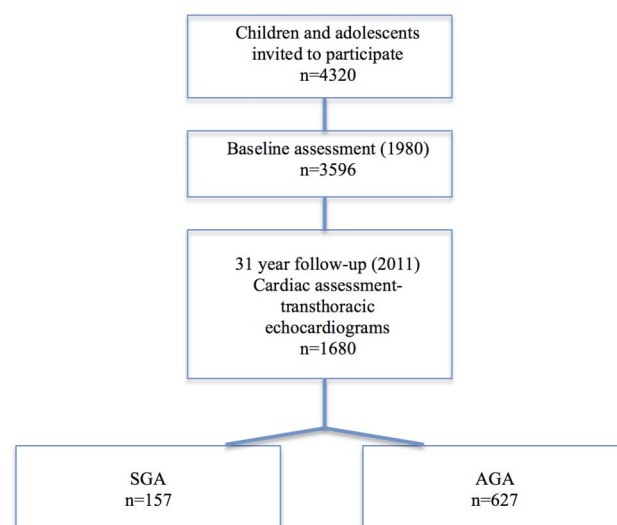 Children and adolescents
invited to participate
n=4320
Baseline assessment (1980)
n=3596
31 year follow-up (2011)
Cardiac assessment-
transthoracic
echocardiograms
n=1680
SGA
n=157
AGA
n=627